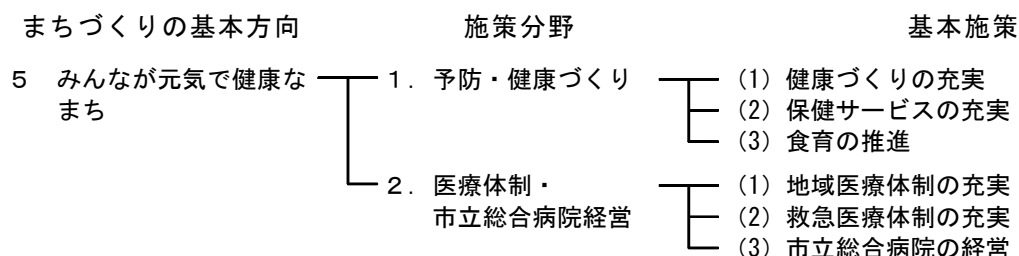 まちづくりの基本方向 施策分野 基本施策
５ みんなが元気で健康な １．予防・健康づくり (1) 健康づくりの充実
まち (2) 保健サービスの充実
(3) 食育の推進
２．医療体制・ (1) 地域医療体制の充実
市立総合病院経営 (2) 救急医療体制の充実
(3) 市立総合病院の経営